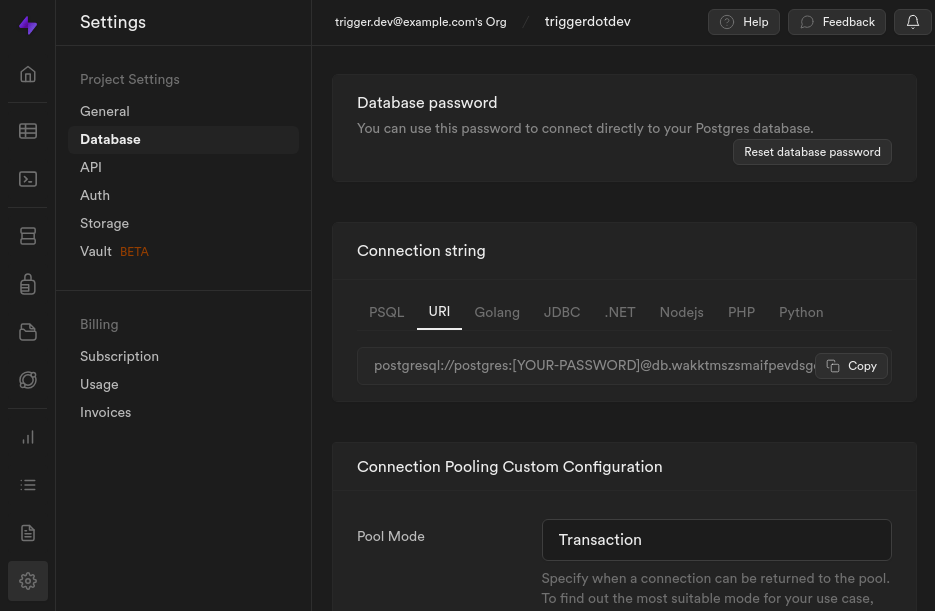 Settings
trigger.dev@example.com's Org / triggerdotdev
Help
Feedback
Project Settings
General
Database
API
Auth
Storage
Vault BETA
Billing
Subscription
Usage
Invoices
Database password
You can use this password to connect directly to your Postgres database.
Reset database password
Connection string
PSQL URI Golang JDBC .NET Nodejs PHP Python
postgresql://postgres:[YOUR-PASSWORD]@db.wakktmszsmaifpevdsg
Copy
Connection Pooling Custom Configuration
Pool Mode
Transaction
Specify when a connection can be returned to the pool.
To find out the most suitable mode for your use case,